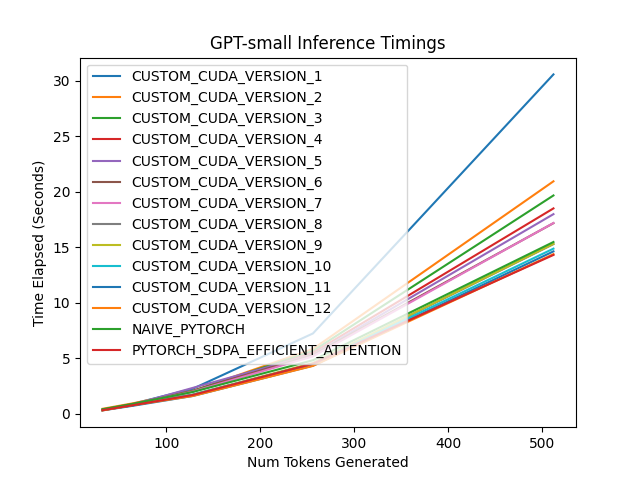 GPT-small Inference Timings
CUSTOM_CUDA_VERSION_1
CUSTOM_CUDA_VERSION_2
CUSTOM_CUDA_VERSION_3
CUSTOM_CUDA_VERSION_4
CUSTOM_CUDA_VERSION_5
CUSTOM_CUDA_VERSION_6
CUSTOM_CUDA_VERSION_7
CUSTOM_CUDA_VERSION_8
CUSTOM_CUDA_VERSION_9
CUSTOM_CUDA_VERSION_10
CUSTOM_CUDA_VERSION_11
CUSTOM_CUDA_VERSION_12
NAIVE_PYTORCH
PYTORCH_SDPA_EFFICIENT_ATTENTION
Time Elapsed (Seconds)
30
25
20
15
10
5
0
100 200 300 400 500
Num Tokens Generated